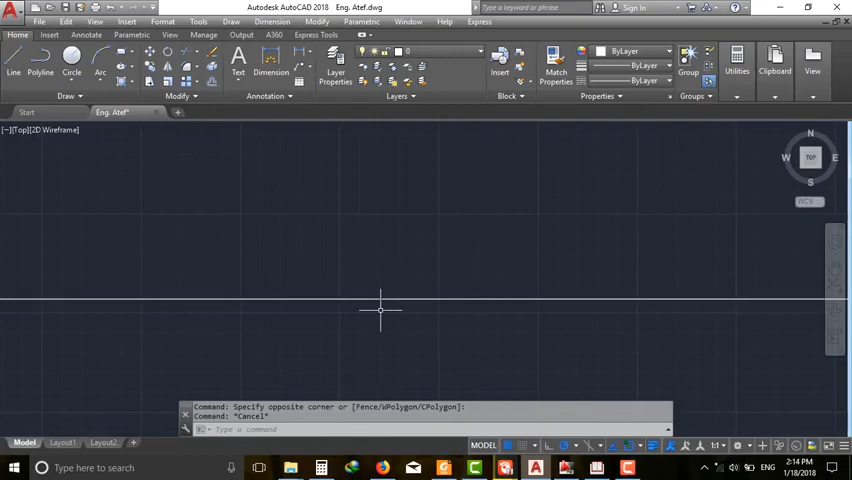 Autodesk AutoCAD 2018 Eng. Atef.dwg
Type a keyword or phrase
Sign In
File Edit View Insert Format Tools Draw Dimension Modify Parametric Window Help Express
Home Insert Annotate Parametric View Manage Output A360 Express Tools
Line Polyline Circle Arc
Text Dimension
Layer Properties
0
Insert
Match Properties
ByLayer
ByLayer
ByLayer
Group
Utilities
Clipboard
View
Draw Modify Annotation Layers Block Properties Groups
Start Eng. Atef*
[−][Top][2D Wireframe]
N
W TOP E
S
WCS
Command: Specify opposite corner or [Fence/WPolygon/CPolygon]:
Command: *Cancel*
Type a command
Model Layout1 Layout2
MODEL 1:1
Type here to search
ENG
2:14 PM
1/18/2018